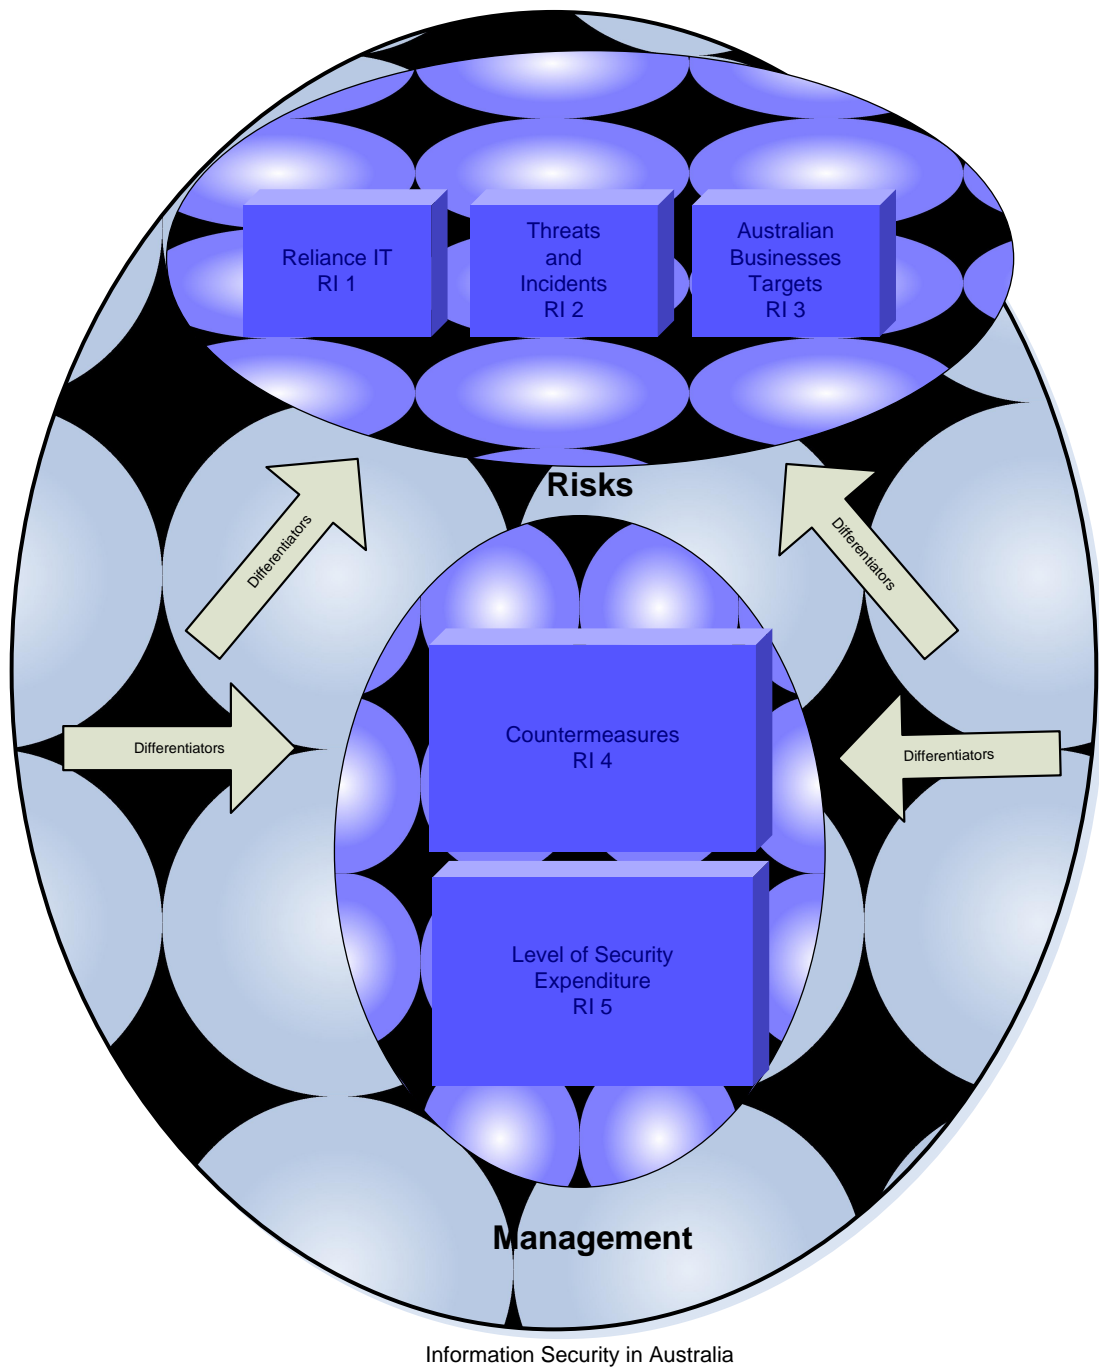 Reliance IT
RI 1
Threats
and
Incidents
RI 2
Australian
Businesses
Targets
RI 3
Risks
Differentiators
Differentiators
Countermeasures
RI 4
Differentiators
Differentiators
Level of Security
Expenditure
RI 5
Management
Information Security in Australia